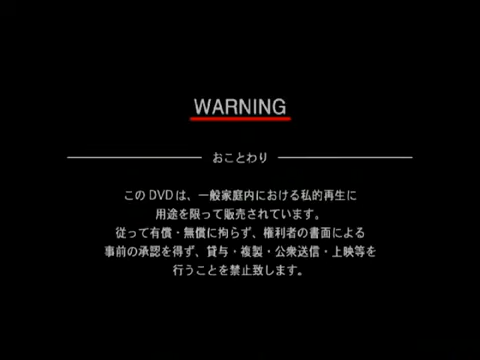 WARNING
おことわり
この DVD は、一般家庭内における私的再生に
用途を限って販売されています。
従って有償・無償に拘らず、権利者の書面による
事前の承認を得ず、貸与・複製・公衆送信・上映等を
行うことを禁止致します。